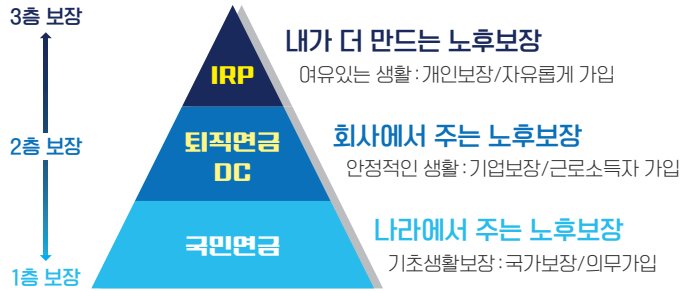 3층 보장
IRP
내가 더 만드는 노후보장
여유있는 생활:개인보장/자유롭게 가입
2층 보장
퇴직연금
DC
회사에서 주는 노후보장
안정적인 생활:기업보장/근로소득자 가입
국민연금
나라에서 주는 노후보장
기초생활보장:국가보장/의무가입
1층 보장